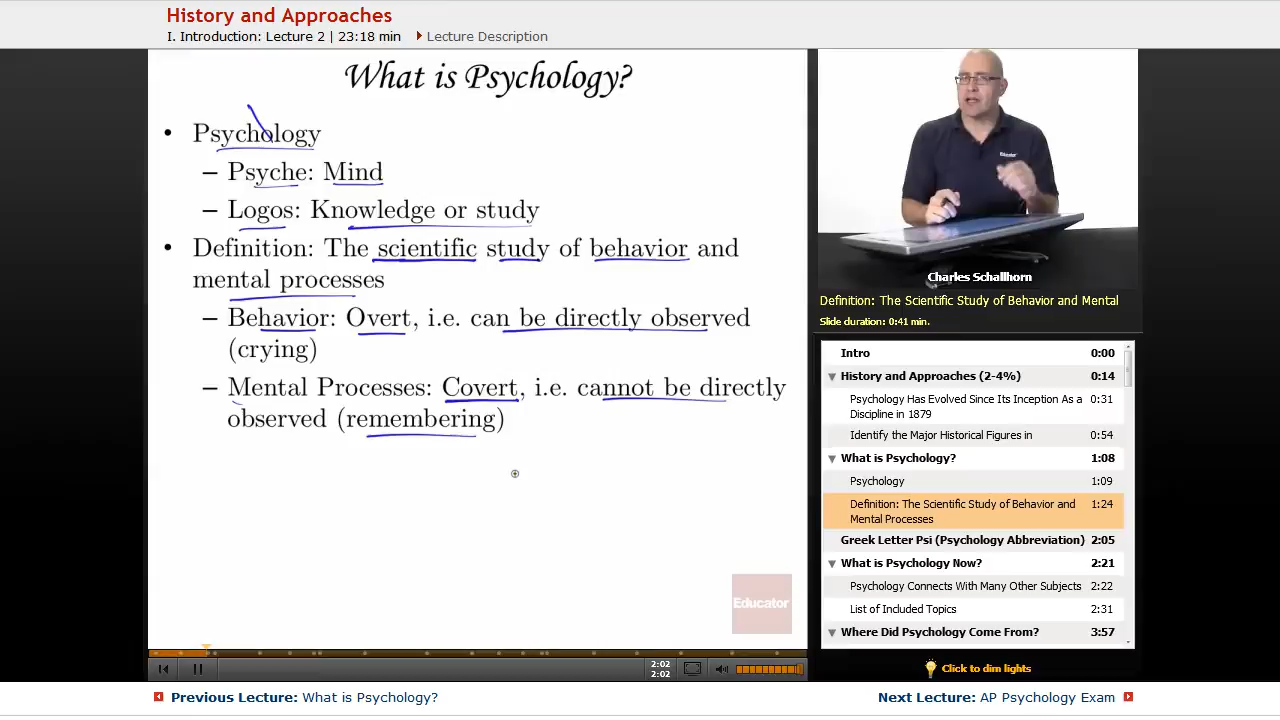 History and Approaches
I. Introduction: Lecture 2 | 23:18 min
Lecture Description
What is Psychology?
• Psychology
– Psyche: Mind
– Logos: Knowledge or study
• Definition: The scientific study of behavior and
mental processes
– Behavior: Overt, i.e. can be directly observed
(crying)
– Mental Processes: Covert, i.e. cannot be directly
observed (remembering)
Educator
Educator
Charles Schallhorn
Definition: The Scientific Study of Behavior and Mental
Slide duration: 0:41 min.
Intro 0:00
History and Approaches (2-4%) 0:14
Psychology Has Evolved Since Its Inception As a
Discipline in 1879 0:31
Identify the Major Historical Figures in 0:54
What is Psychology? 1:08
Psychology 1:09
Definition: The Scientific Study of Behavior and 1:24
Mental Processes
Greek Letter Psi (Psychology Abbreviation) 2:05
What is Psychology Now? 2:21
Psychology Connects With Many Other Subjects 2:22
List of Included Topics 2:31
Where Did Psychology Come From? 3:57
2:02
2:02
Click to dim lights
Previous Lecture: What is Psychology?
Next Lecture: AP Psychology Exam